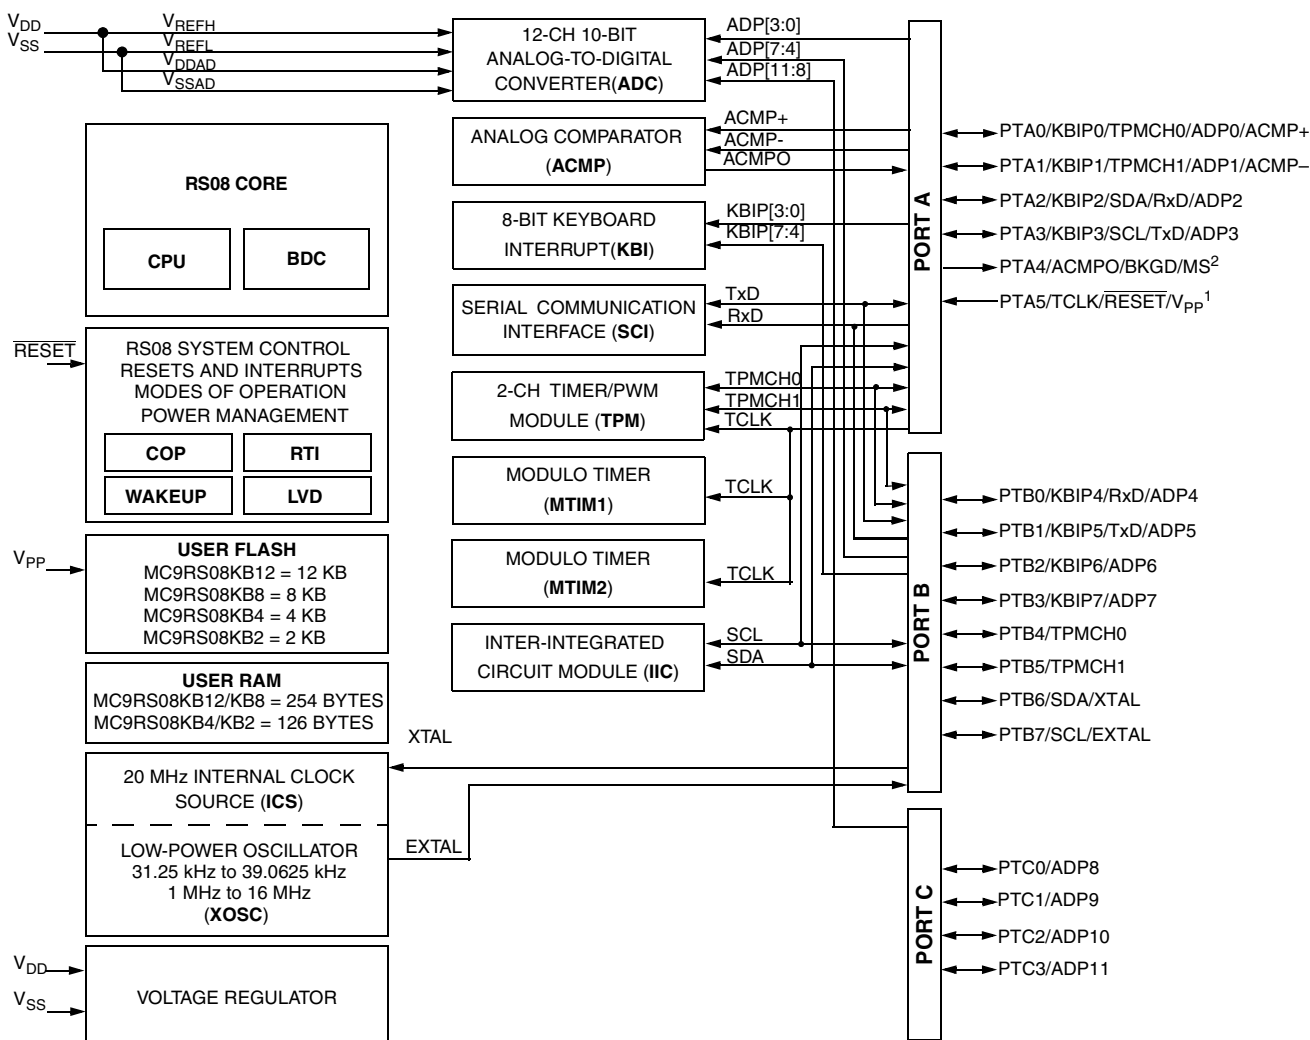 V_DD
V_SS
V_REFH
V_REFL
V_DDAD
V_SSAD
12-CH 10-BIT
ANALOG-TO-DIGITAL
CONVERTER(ADC)
ADP[3:0]
ADP[7:4]
ADP[11:8]
RS08 CORE
CPU
BDC
ANALOG COMPARATOR
(ACMP)
ACMP+
ACMP-
ACMPO
8-BIT KEYBOARD
INTERRUPT(KBI)
KBIP[3:0]
KBIP[7:4]
SERIAL COMMUNICATION
INTERFACE (SCI)
TxD
RxD
RESET
RS08 SYSTEM CONTROL
RESETS AND INTERRUPTS
MODES OF OPERATION
POWER MANAGEMENT
COP
RTI
WAKEUP
LVD
2-CH TIMER/PWM
MODULE (TPM)
TPMCH0
TPMCH1
TCLK
MODULO TIMER
(MTIM1)
TCLK
V_PP
USER FLASH
MC9RS08KB12 = 12 KB
MC9RS08KB8 = 8 KB
MC9RS08KB4 = 4 KB
MC9RS08KB2 = 2 KB
MODULO TIMER
(MTIM2)
TCLK
INTER-INTEGRATED
CIRCUIT MODULE (IIC)
SCL
SDA
USER RAM
MC9RS08KB12/KB8 = 254 BYTES
MC9RS08KB4/KB2 = 126 BYTES
XTAL
20 MHz INTERNAL CLOCK
SOURCE (ICS)
LOW-POWER OSCILLATOR
31.25 kHz to 39.0625 kHz
1 MHz to 16 MHz
(XOSC)
EXTAL
V_DD
V_SS
VOLTAGE REGULATOR
PORT A
PTA0/KBIP0/TPMCH0/ADP0/ACMP+
PTA1/KBIP1/TPMCH1/ADP1/ACMP–
PTA2/KBIP2/SDA/RxD/ADP2
PTA3/KBIP3/SCL/TxD/ADP3
PTA4/ACMPO/BKGD/MS²
PTA5/TCLK/RESET/V_PP¹
PORT B
PTB0/KBIP4/RxD/ADP4
PTB1/KBIP5/TxD/ADP5
PTB2/KBIP6/ADP6
PTB3/KBIP7/ADP7
PTB4/TPMCH0
PTB5/TPMCH1
PTB6/SDA/XTAL
PTB7/SCL/EXTAL
PORT C
PTC0/ADP8
PTC1/ADP9
PTC2/ADP10
PTC3/ADP11